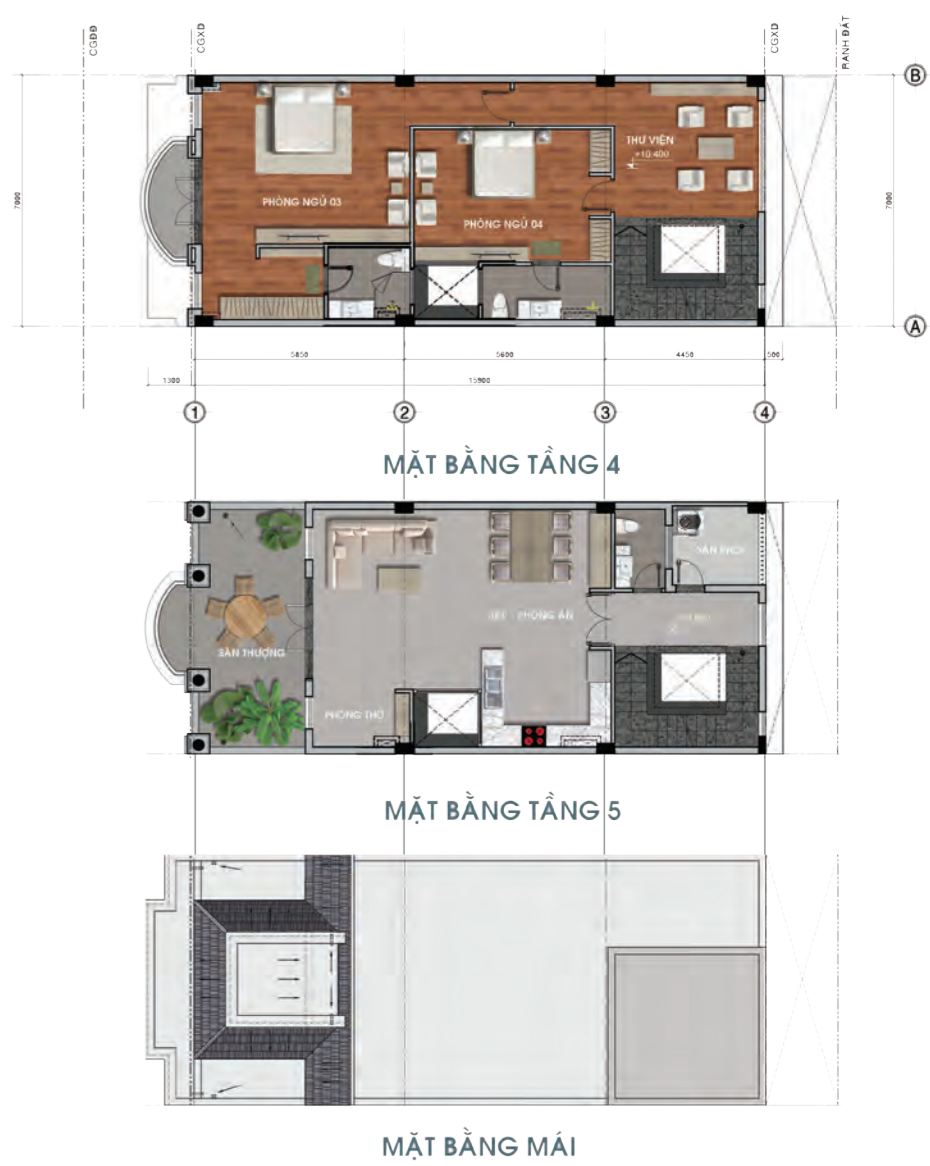 CGĐĐ
CGXD
CGXD
RANH ĐẤT
B
THƯ VIỆN
+10.400
PHÒNG NGỦ 03
PHÒNG NGỦ 04
7000
7000
A
5850
5600
4450
500
1300
15900
1
2
3
4
MẶT BẰNG TẦNG 4
PHÒNG ĂN
SÂN THƯỢNG
PHÒNG THỜ
MẶT BẰNG TẦNG 5
MẶT BẰNG MÁI